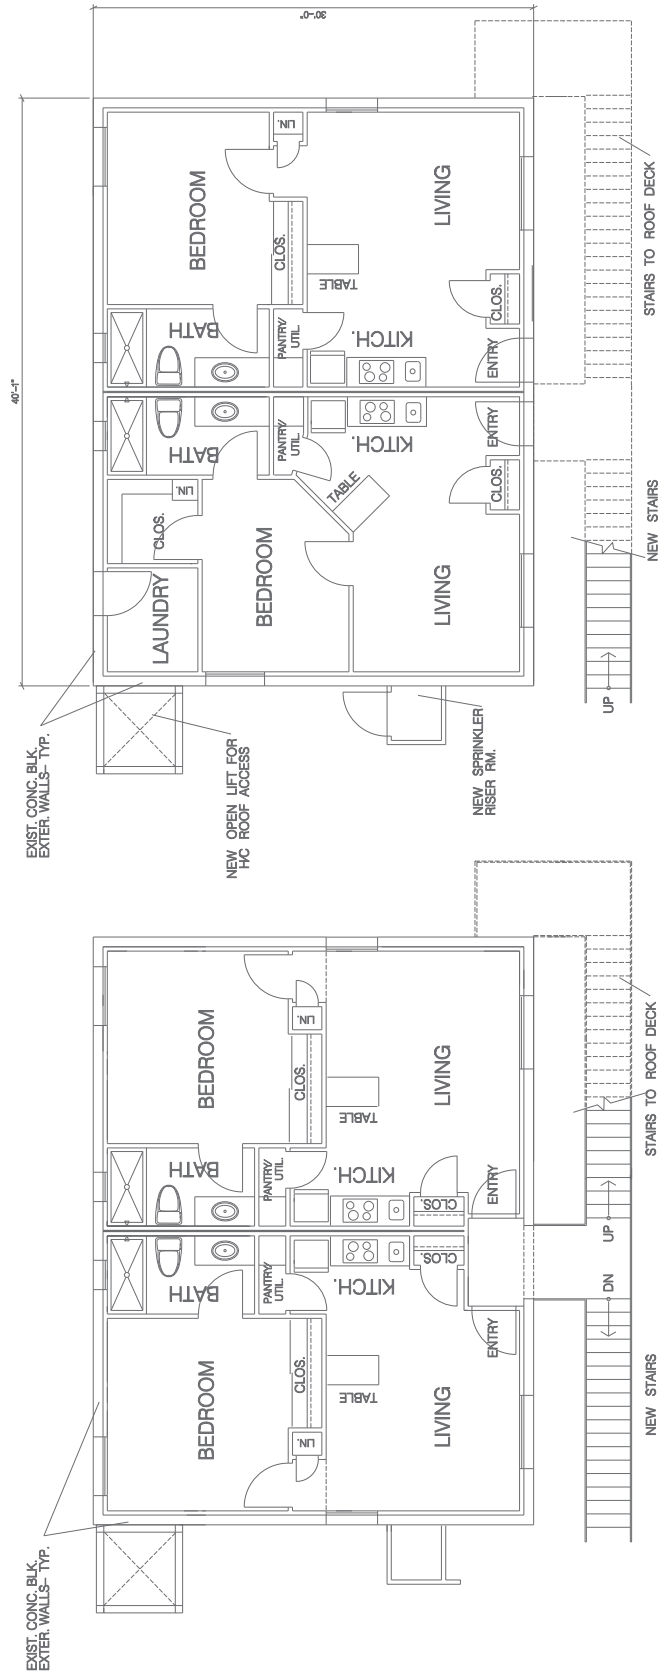 30'-0"
40'-1"
LIN.
BEDROOM
LIVING
CLOS.
TABLE
STAIRS TO ROOF DECK
BATH
PANTRY/
UTIL.
KITCH.
CLOS.
ENTRY
BATH
PANTRY/
UTIL.
KITCH.
ENTRY
LIN.
CLOS.
TABLE
CLOS.
NEW STAIRS
LAUNDRY
BEDROOM
LIVING
UP
EXIST. CONC. BLK.
EXTER. WALLS- TYP.
NEW OPEN LIFT FOR
H/C ROOF ACCESS
NEW SPRINKLER
RISER RM.
BEDROOM
LIN.
LIVING
CLOS.
TABLE
STAIRS TO ROOF DECK
BATH
PANTRY/
UTIL.
KITCH.
CLOS.
ENTRY
UP
BATH
PANTRY/
UTIL.
KITCH.
CLOS.
ENTRY
DN
BEDROOM
CLOS.
TABLE
LIVING
LIN.
NEW STAIRS
EXIST. CONC. BLK.
EXTER. WALLS- TYP.